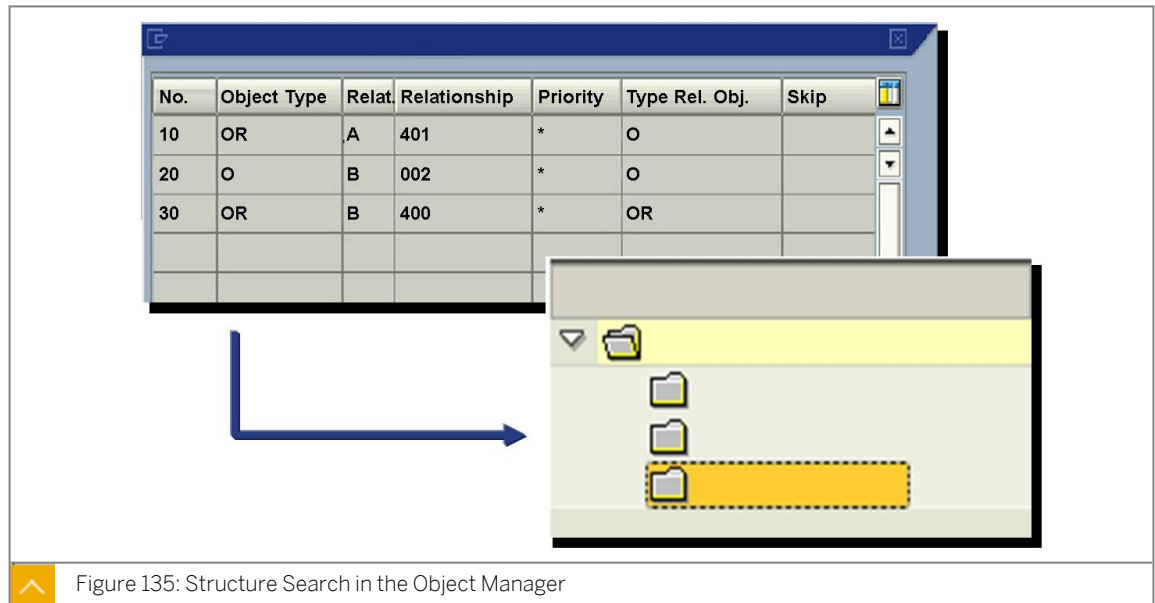 No. Object Type Relat. Relationship Priority Type Rel. Obj. Skip
10 OR A 401 * O
20 O B 002 * O
30 OR B 400 * OR
Figure 135: Structure Search in the Object Manager